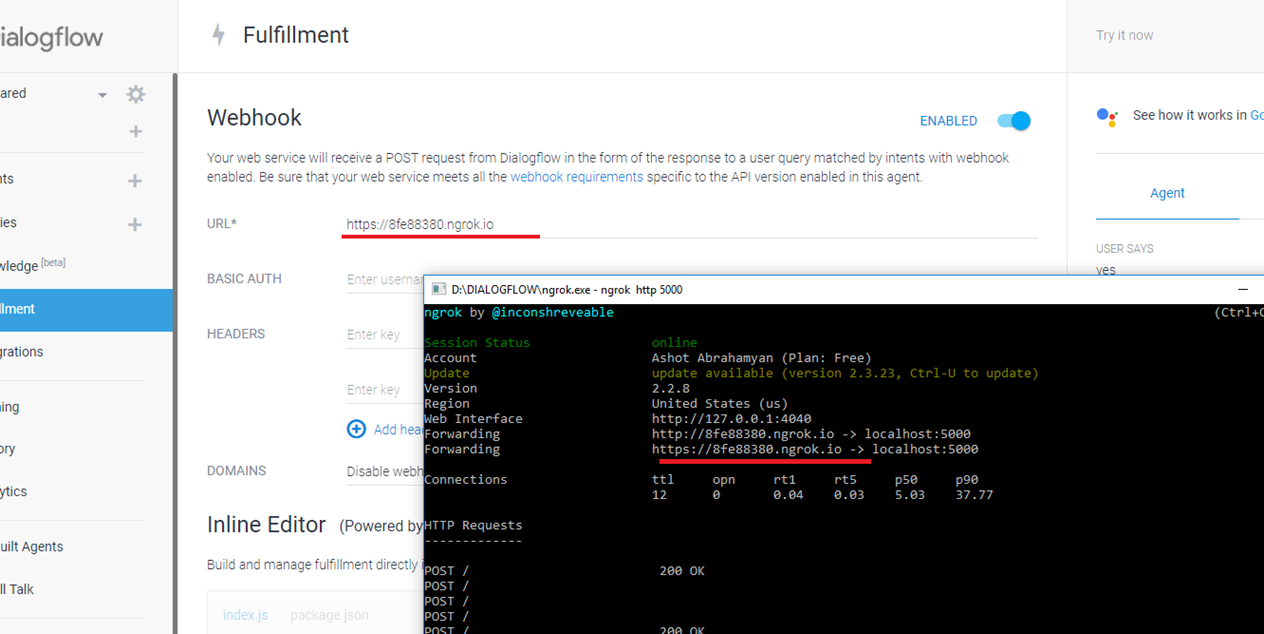 ialogflow
Fulfillment
Try it now
ared
Webhook
ENABLED
See how it works in Go
Your web service will receive a POST request from Dialogflow in the form of the response to a user query matched by intents with webhook
enabled. Be sure that your web service meets all the webhook requirements specific to the API version enabled in this agent.
nts
Agent
ies
URL*
https://8fe88380.ngrok.io
USER SAYS
yes
wledge [beta]
BASIC AUTH
Enter userna
llment
HEADERS
Enter key
grations
Enter key
ning
Add hea
ory
DOMAINS
Disable webh
ytics
Inline Editor (Powered by
uilt Agents
Build and manage fulfillment directly i
ll Talk
index.js package.json
D:\DIALOGFLOW\ngrok.exe - ngrok http 5000
ngrok by @inconshreveable (Ctrl+C
Session Status online
Account Ashot Abrahamyan (Plan: Free)
Update update available (version 2.3.23, Ctrl-U to update)
Version 2.2.8
Region United States (us)
Web Interface http://127.0.0.1:4040
Forwarding http://8fe88380.ngrok.io -> localhost:5000
Forwarding https://8fe88380.ngrok.io -> localhost:5000
Connections ttl opn rt1 rt5 p50 p90
12 0 0.04 0.03 5.03 37.77
HTTP Requests
-------------
POST / 200 OK
POST /
POST /
POST /
POST / 200 OK